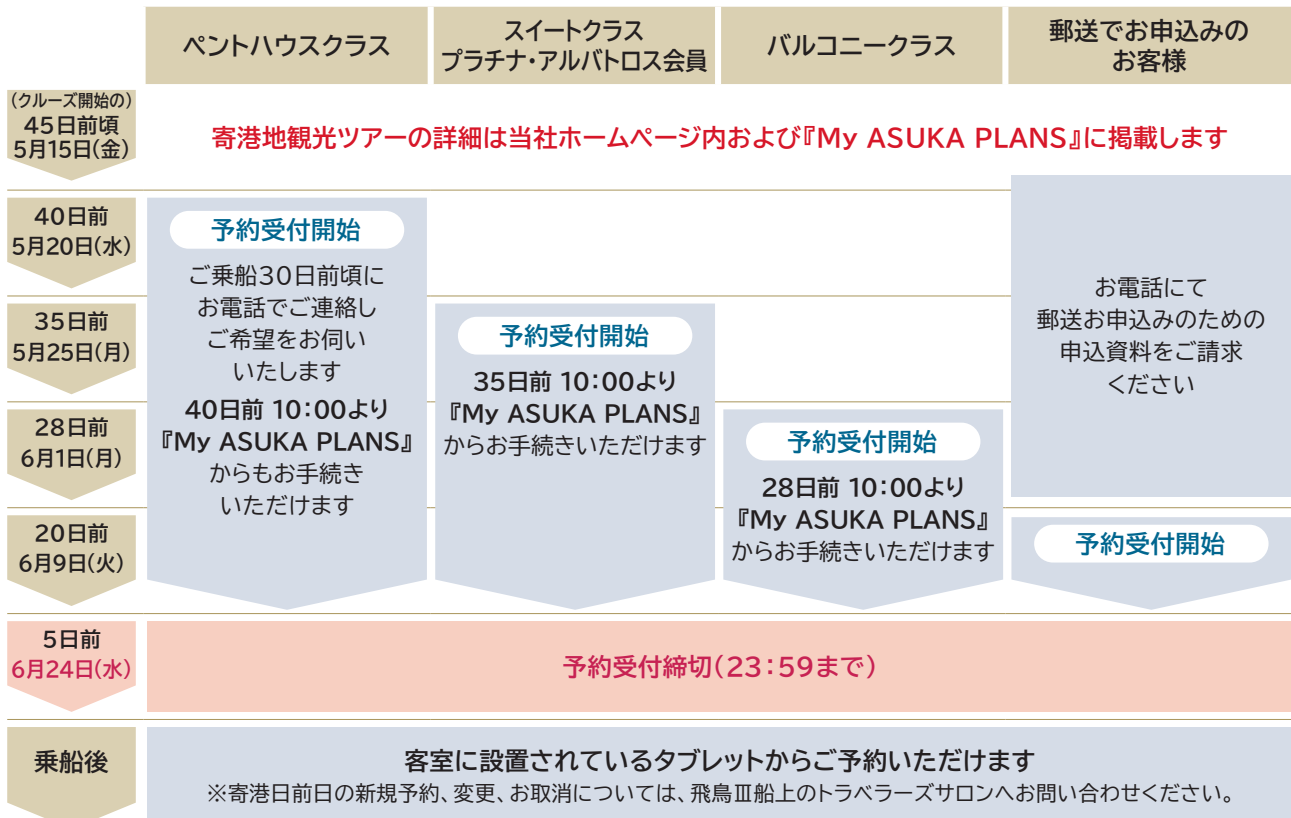 ペントハウスクラス
スイートクラス
プラチナ・アルバトロス会員
バルコニークラス
郵送でお申込みの
お客様
(クルーズ開始の)
45日前頃
5月15日(金)
寄港地観光ツアーの詳細は当社ホームページ内および『My ASUKA PLANS』に掲載します
40日前
5月20日(水)
35日前
5月25日(月)
28日前
6月1日(月)
20日前
6月9日(火)
予約受付開始
ご乗船30日前頃に
お電話でご連絡し
ご希望をお伺い
いたします
40日前 10:00より
『My ASUKA PLANS』
からもお手続き
いただけます
予約受付開始
35日前 10:00より
『My ASUKA PLANS』
からお手続きいただけます
予約受付開始
28日前 10:00より
『My ASUKA PLANS』
からお手続きいただけます
お電話にて
郵送お申込みのための
申込資料をご請求
ください
予約受付開始
5日前
6月24日(水)
予約受付締切(23:59まで)
乗船後
客室に設置されているタブレットからご予約いただけます
※寄港日前日の新規予約、変更、お取消については、飛鳥Ⅲ船上のトラベラーズサロンへお問い合わせください。